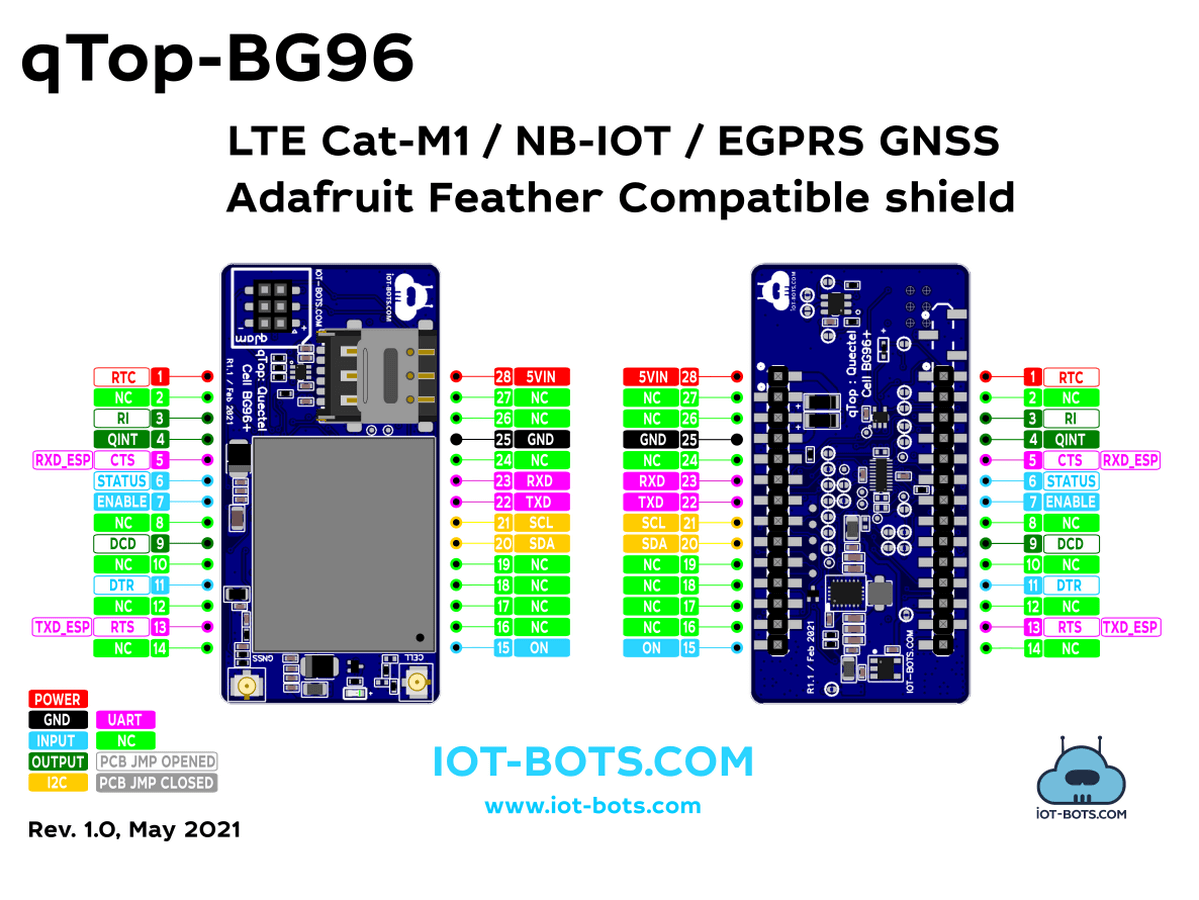 qTop-BG96
LTE Cat-M1 / NB-IOT / EGPRS GNSS
Adafruit Feather Compatible shield
IOT-BOTS.COM
iOT-BOTS.COM
qJam
qTop: Quectel
Cell BG96+
R1.1 / Feb 2021
GNSS
CELL
RTC 1
NC 2
RI 3
QINT 4
RXD_ESP CTS 5
STATUS 6
ENABLE 7
NC 8
DCD 9
NC 10
DTR 11
NC 12
TXD_ESP RTS 13
NC 14
28 5VIN
27 NC
26 NC
25 GND
24 NC
23 RXD
22 TXD
21 SCL
20 SDA
19 NC
18 NC
17 NC
16 NC
15 ON
5VIN 28
NC 27
NC 26
GND 25
NC 24
RXD 23
TXD 22
SCL 21
SDA 20
NC 19
NC 18
NC 17
NC 16
ON 15
iOT-BOTS.COM
qTop : Quectel
Cell BG96+
R1.1 / Feb 2021
IOT-BOTS.COM
1 RTC
2 NC
3 RI
4 QINT
5 CTS RXD_ESP
6 STATUS
7 ENABLE
8 NC
9 DCD
10 NC
11 DTR
12 NC
13 RTS TXD_ESP
14 NC
POWER
GND UART
INPUT NC
OUTPUT PCB JMP OPENED
I2C PCB JMP CLOSED
Rev. 1.0, May 2021
IOT-BOTS.COM
www.iot-bots.com
iOT-BOTS.COM